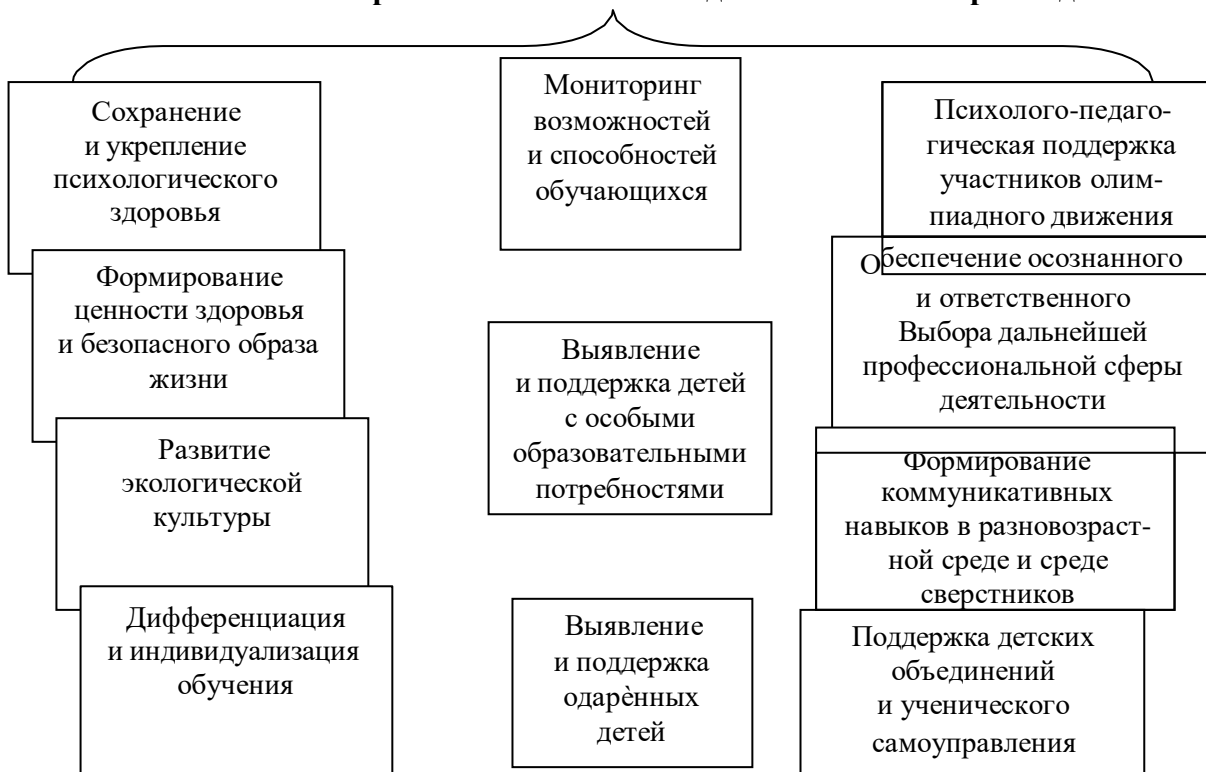 Сохранение
и укрепление
психологического
здоровья
Формирование
ценности здоровья
и безопасного образа
жизни
Развитие
экологической
культуры
Дифференциация
и индивидуализация
обучения
Мониторинг
возможностей
и способностей
обучающихся
Выявление
и поддержка детей
с особыми
образовательными
потребностями
Выявление
и поддержка
одарѐнных
детей
Психолого-педаго-
гическая поддержка
участников олим-
пиадного движения
Обеспечение осознанного
и ответственного
Выбора дальнейшей
профессиональной сферы
деятельности
Формирование
коммуникативных
навыков в разновозраст-
ной среде и среде
сверстников
Поддержка детских
объединений
и ученического
самоуправления